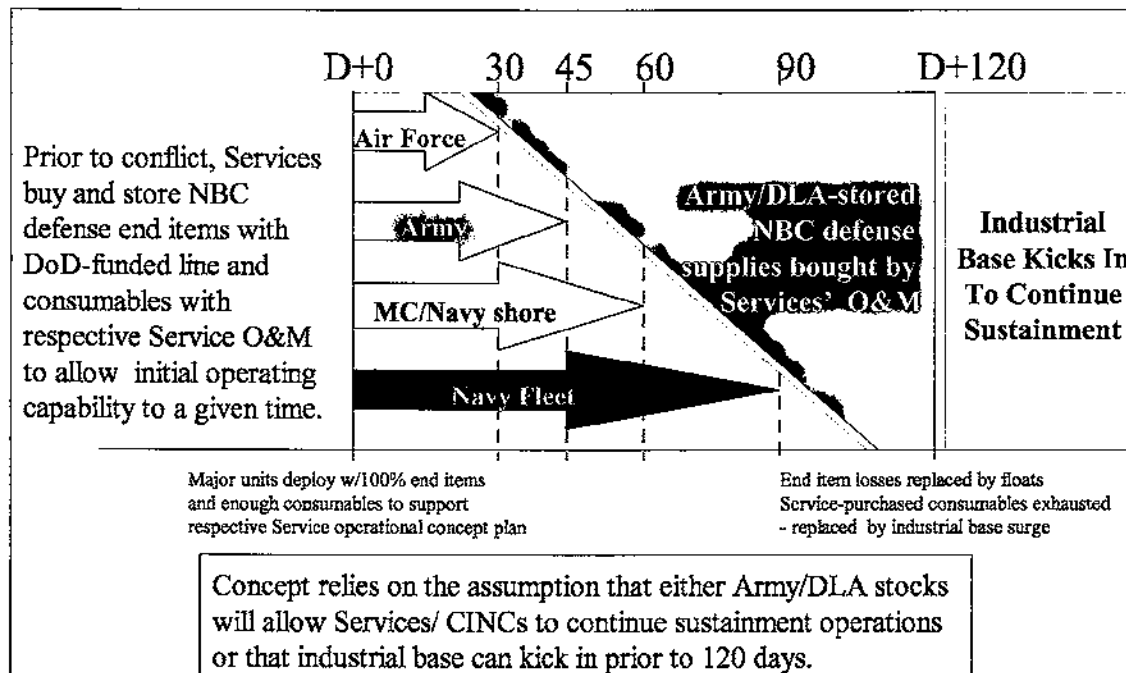 D+0 30 45 60 90 D+120
Prior to conflict, Services
buy and store NBC
defense end items with
DoD-funded line and
consumables with
respective Service O&M
to allow initial operating
capability to a given time.
Air Force
Army
MC/Navy shore
Navy Fleet
Army/DLA-stored
NBC defense
supplies bought by
Services' O&M
Industrial
Base Kicks In
To Continue
Sustainment
Major units deploy w/100% end items
and enough consumables to support
respective Service operational concept plan
End item losses replaced by floats
Service-purchased consumables exhausted
- replaced by industrial base surge
Concept relies on the assumption that either Army/DLA stocks
will allow Services/ CINCs to continue sustainment operations
or that industrial base can kick in prior to 120 days.